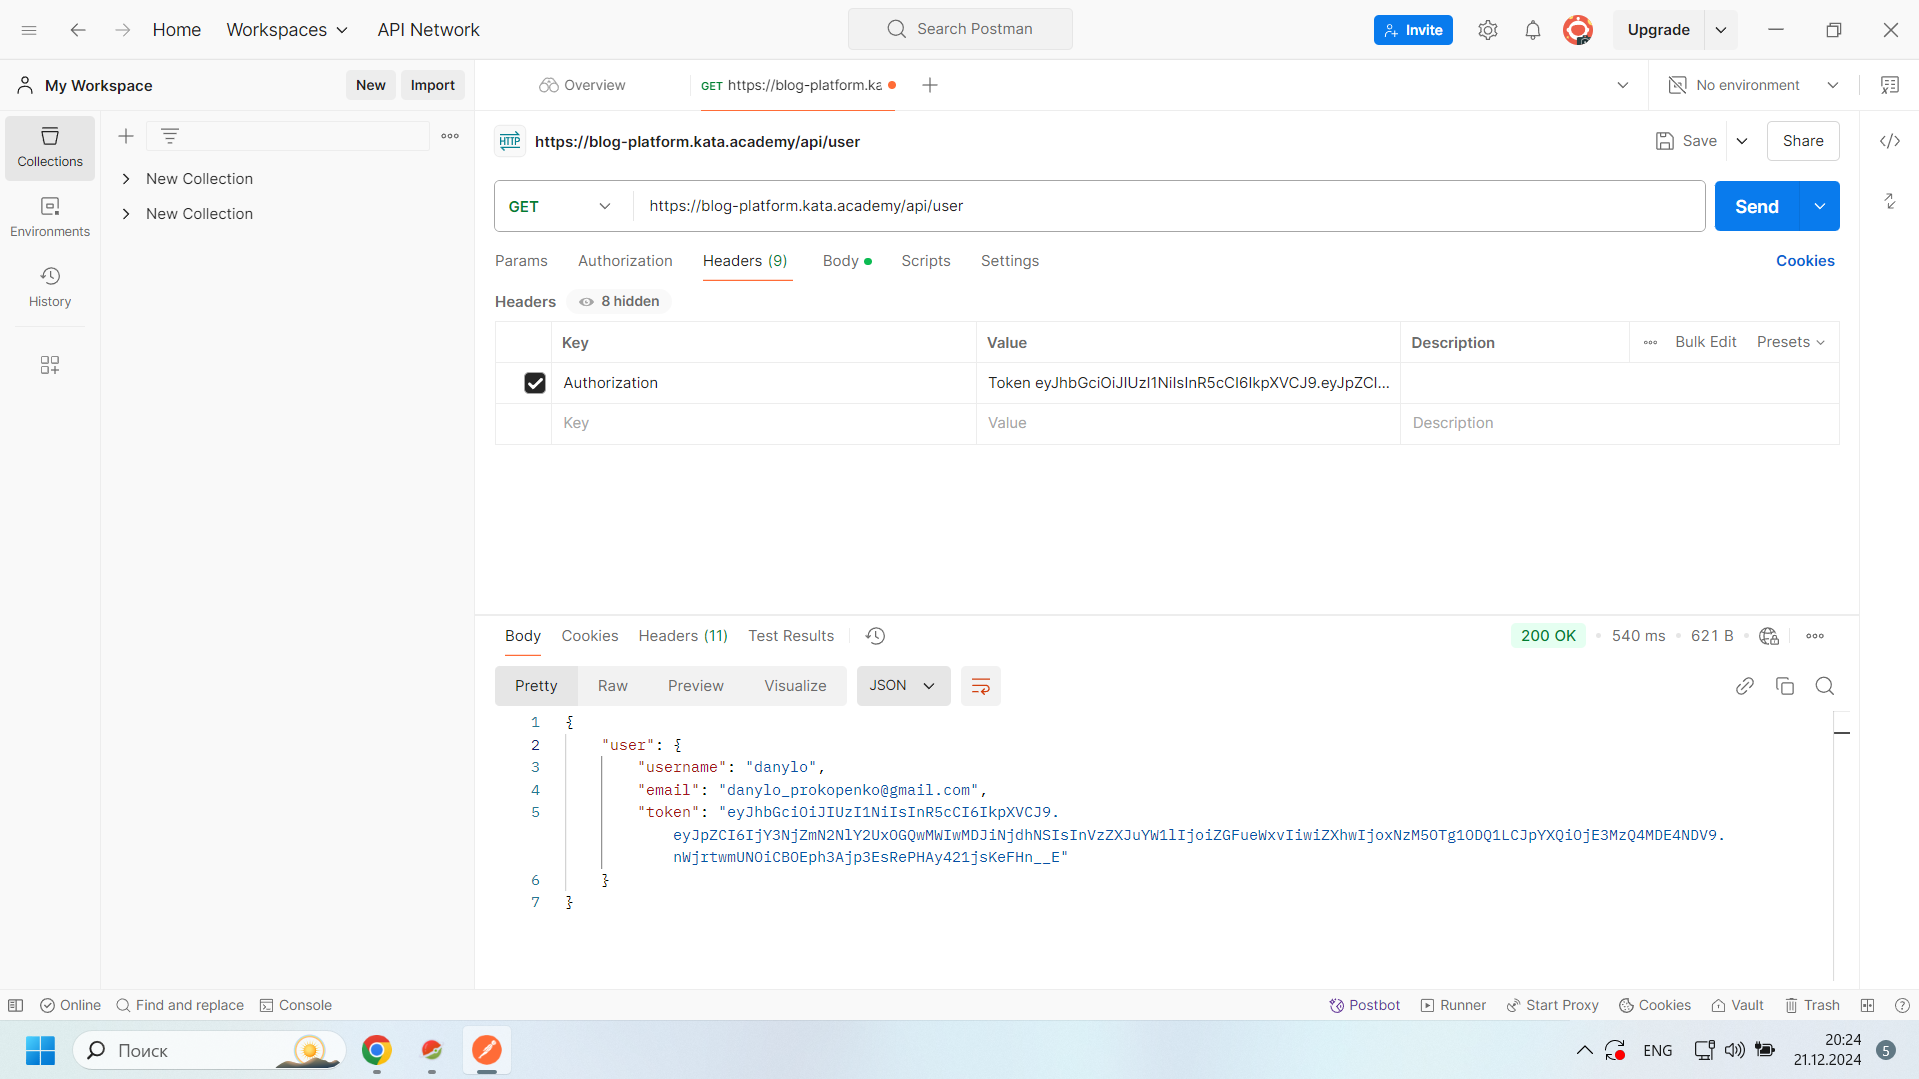 Home Workspaces API Network Search Postman Invite Upgrade
My Workspace New Import Overview GET https://blog-platform.ka No environment
HTTP https://blog-platform.kata.academy/api/user Save Share
Collections
New Collection
New Collection
Environments
History
GET https://blog-platform.kata.academy/api/user Send
Params Authorization Headers (9) Body Scripts Settings Cookies
Headers 8 hidden
Key Value Description Bulk Edit Presets
Authorization Token eyJhbGciOiJIUzI1NiIsInR5cCI6IkpXVCJ9.eyJpZCI...
Key Value Description
Body Cookies Headers (11) Test Results 200 OK 540 ms 621 B
Pretty Raw Preview Visualize JSON
1 {
2 "user": {
3 "username": "danylo",
4 "email": "danylo_prokopenko@gmail.com",
5 "token": "eyJhbGciOiJIUzI1NiIsInR5cCI6IkpXVCJ9.
eyJpZCI6IjY3NjZmN2NlY2UxOGQwMWIwMDJiNjdhNSIsInVzZXJuYW1lIjoiZGFueWxvIiwiZXhwIjoxNzM5OTg1ODQ1LCJpYXQiOjE3MzQ4MDE4NDV9.
nWjrtwmUNOiCBOEph3Ajp3EsRePHAy421jsKeFHn__E"
6 }
7 }
Online Find and replace Console Postbot Runner Start Proxy Cookies Vault Trash
Поиск ENG 20:24
21.12.2024 5